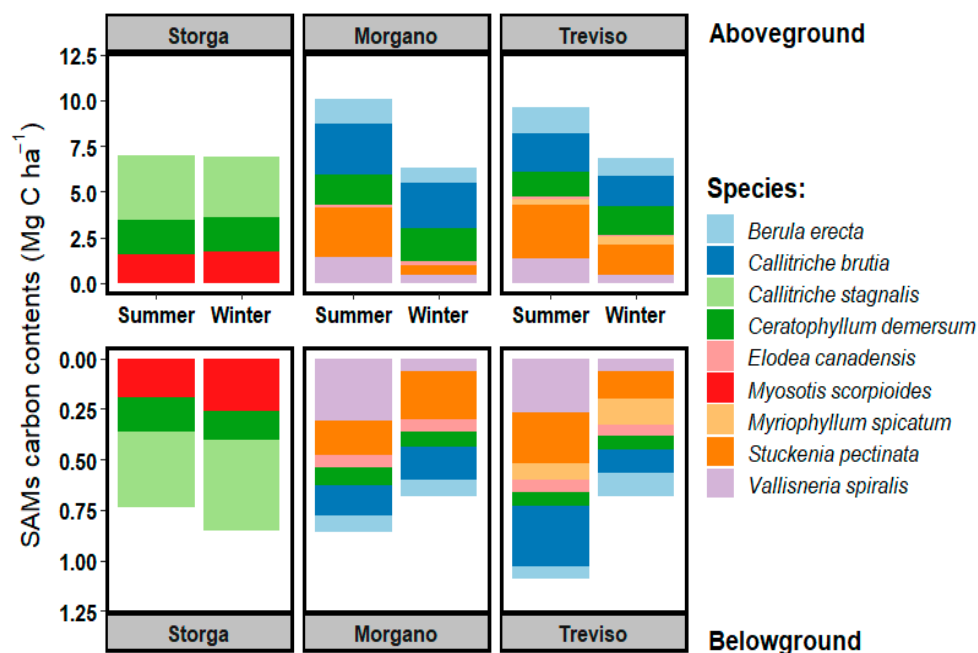 Storga
Morgano
Treviso
Aboveground
12.5
10.0
7.5
5.0
2.5
0.0
Summer Winter
Summer Winter
Summer Winter
SAMs carbon contents (Mg C ha⁻¹)
0.00
0.25
0.50
0.75
1.00
1.25
Storga
Morgano
Treviso
Belowground
Species:
Berula erecta
Callitriche brutia
Callitriche stagnalis
Ceratophyllum demersum
Elodea canadensis
Myosotis scorpioides
Myriophyllum spicatum
Stuckenia pectinata
Vallisneria spiralis